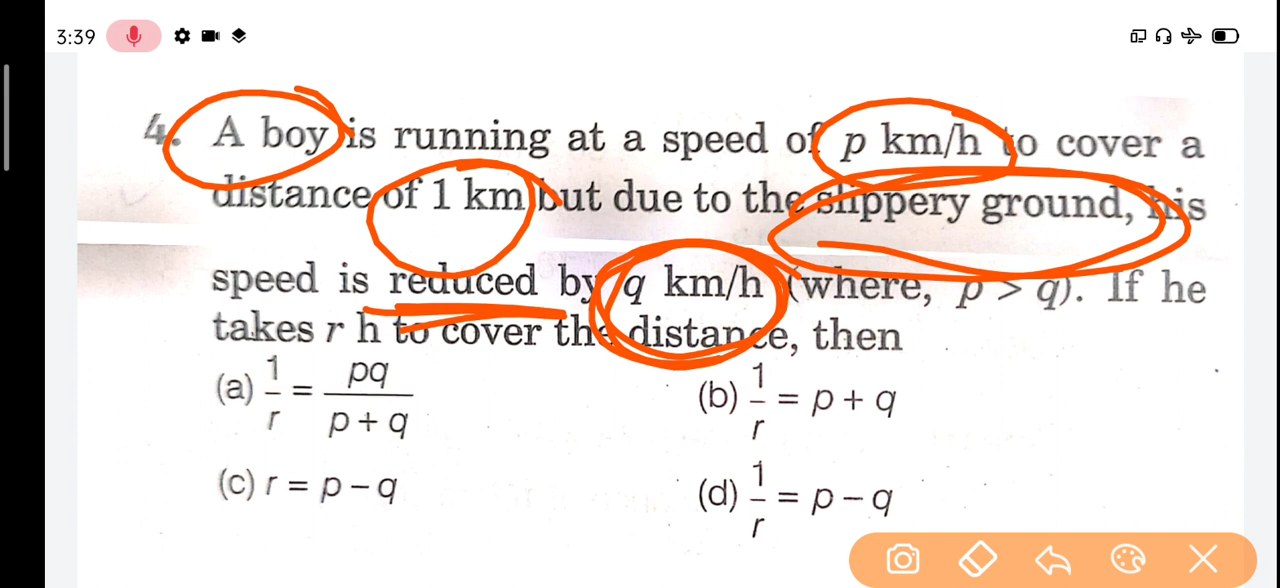 3:39
4. A boy is running at a speed of p km/h to cover a
distance of 1 km but due to the slippery ground, his
speed is reduced by q km/h (where, p > q). If he
takes r h to cover the distance, then
(a) 1/r = pq/(p + q)
(b) 1/r = p + q
(c) r = p − q
(d) 1/r = p − q